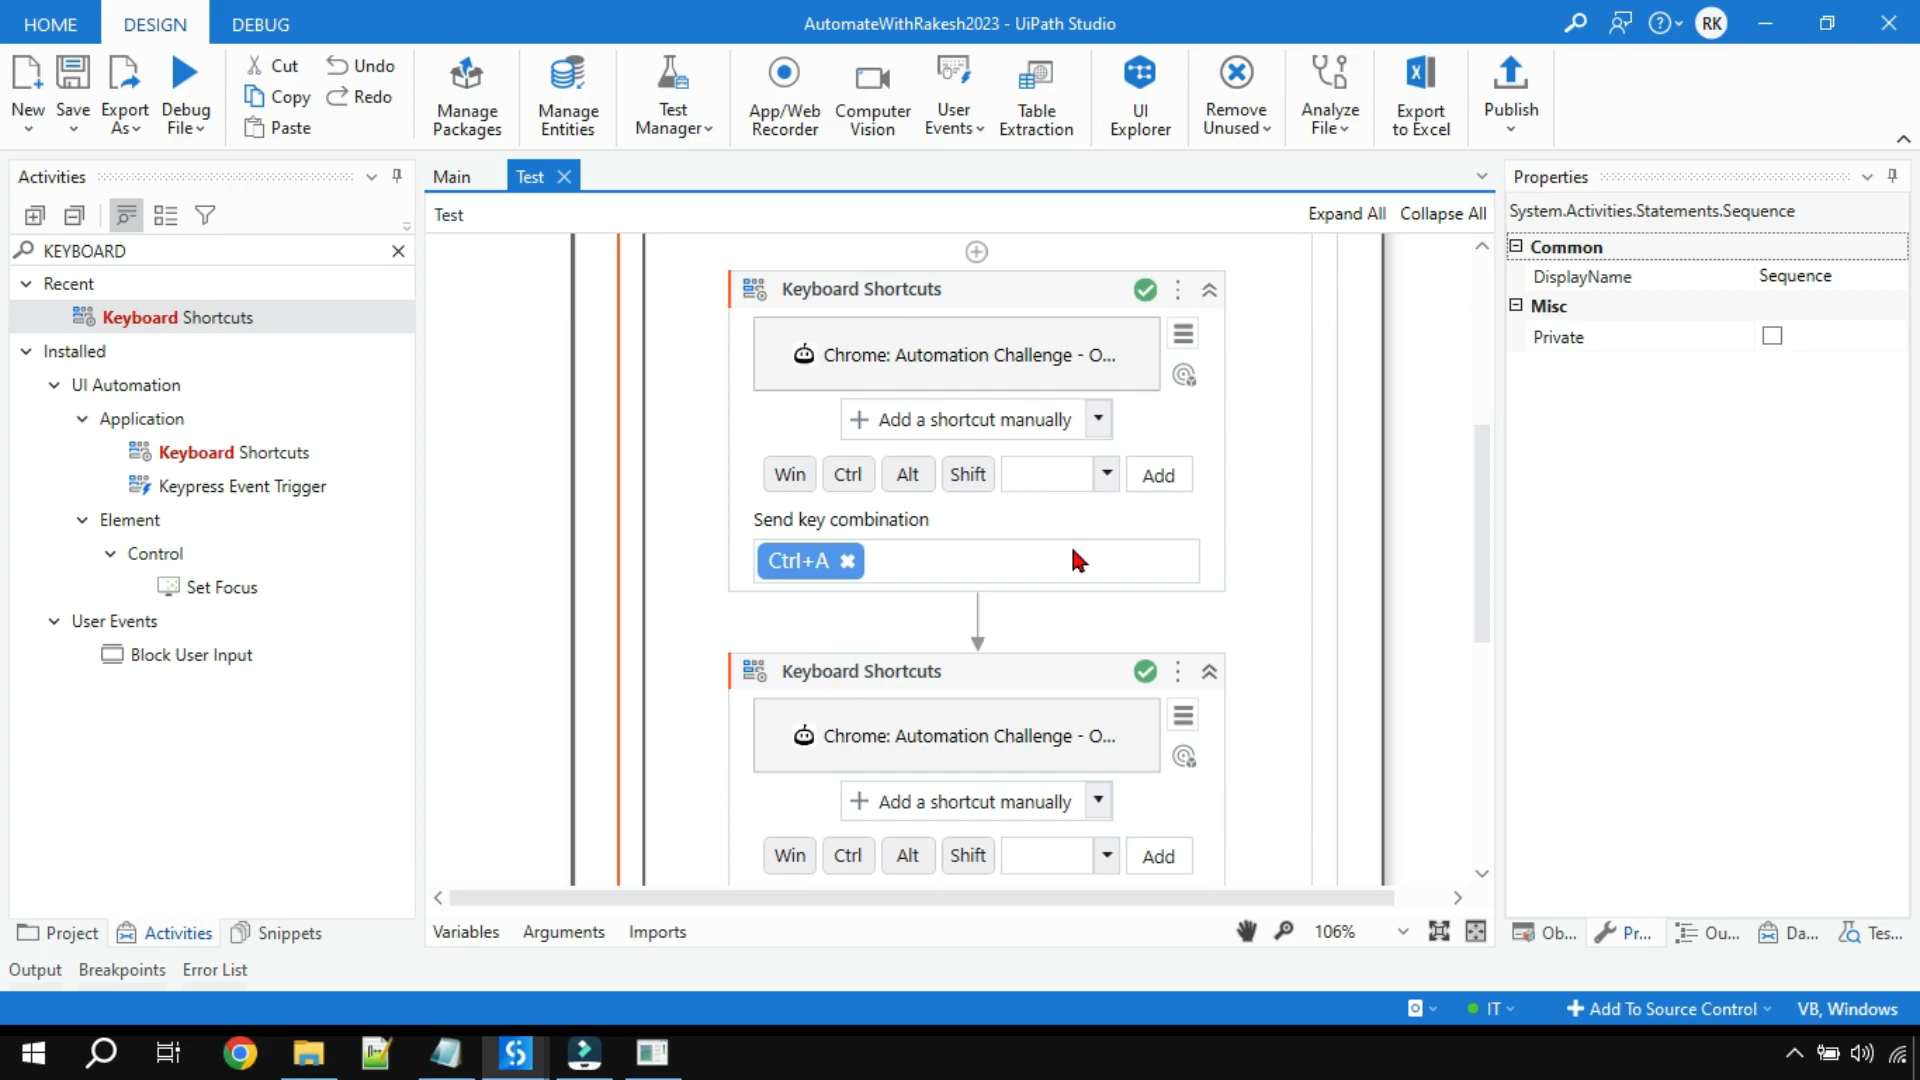 HOME DESIGN DEBUG AutomateWithRakesh2023 - UiPath Studio RK
New Save Export As Debug File Cut Copy Paste Undo Redo Manage Packages Manage Entities Test Manager App/Web Recorder Computer Vision User Events Table Extraction UI Explorer Remove Unused Analyze File Export to Excel Publish
Activities
KEYBOARD
Recent
Keyboard Shortcuts
Installed
UI Automation
Application
Keyboard Shortcuts
Keypress Event Trigger
Element
Control
Set Focus
User Events
Block User Input
Project Activities Snippets
Main Test
Test Expand All Collapse All
Keyboard Shortcuts
Chrome: Automation Challenge - O...
Add a shortcut manually
Win Ctrl Alt Shift Add
Send key combination
Ctrl+A
Keyboard Shortcuts
Chrome: Automation Challenge - O...
Add a shortcut manually
Win Ctrl Alt Shift Add
Variables Arguments Imports 106%
Properties
System.Activities.Statements.Sequence
Common
DisplayName Sequence
Misc
Private
Ob... Pr... Ou... Da... Tes...
Output Breakpoints Error List
IT Add To Source Control VB, Windows